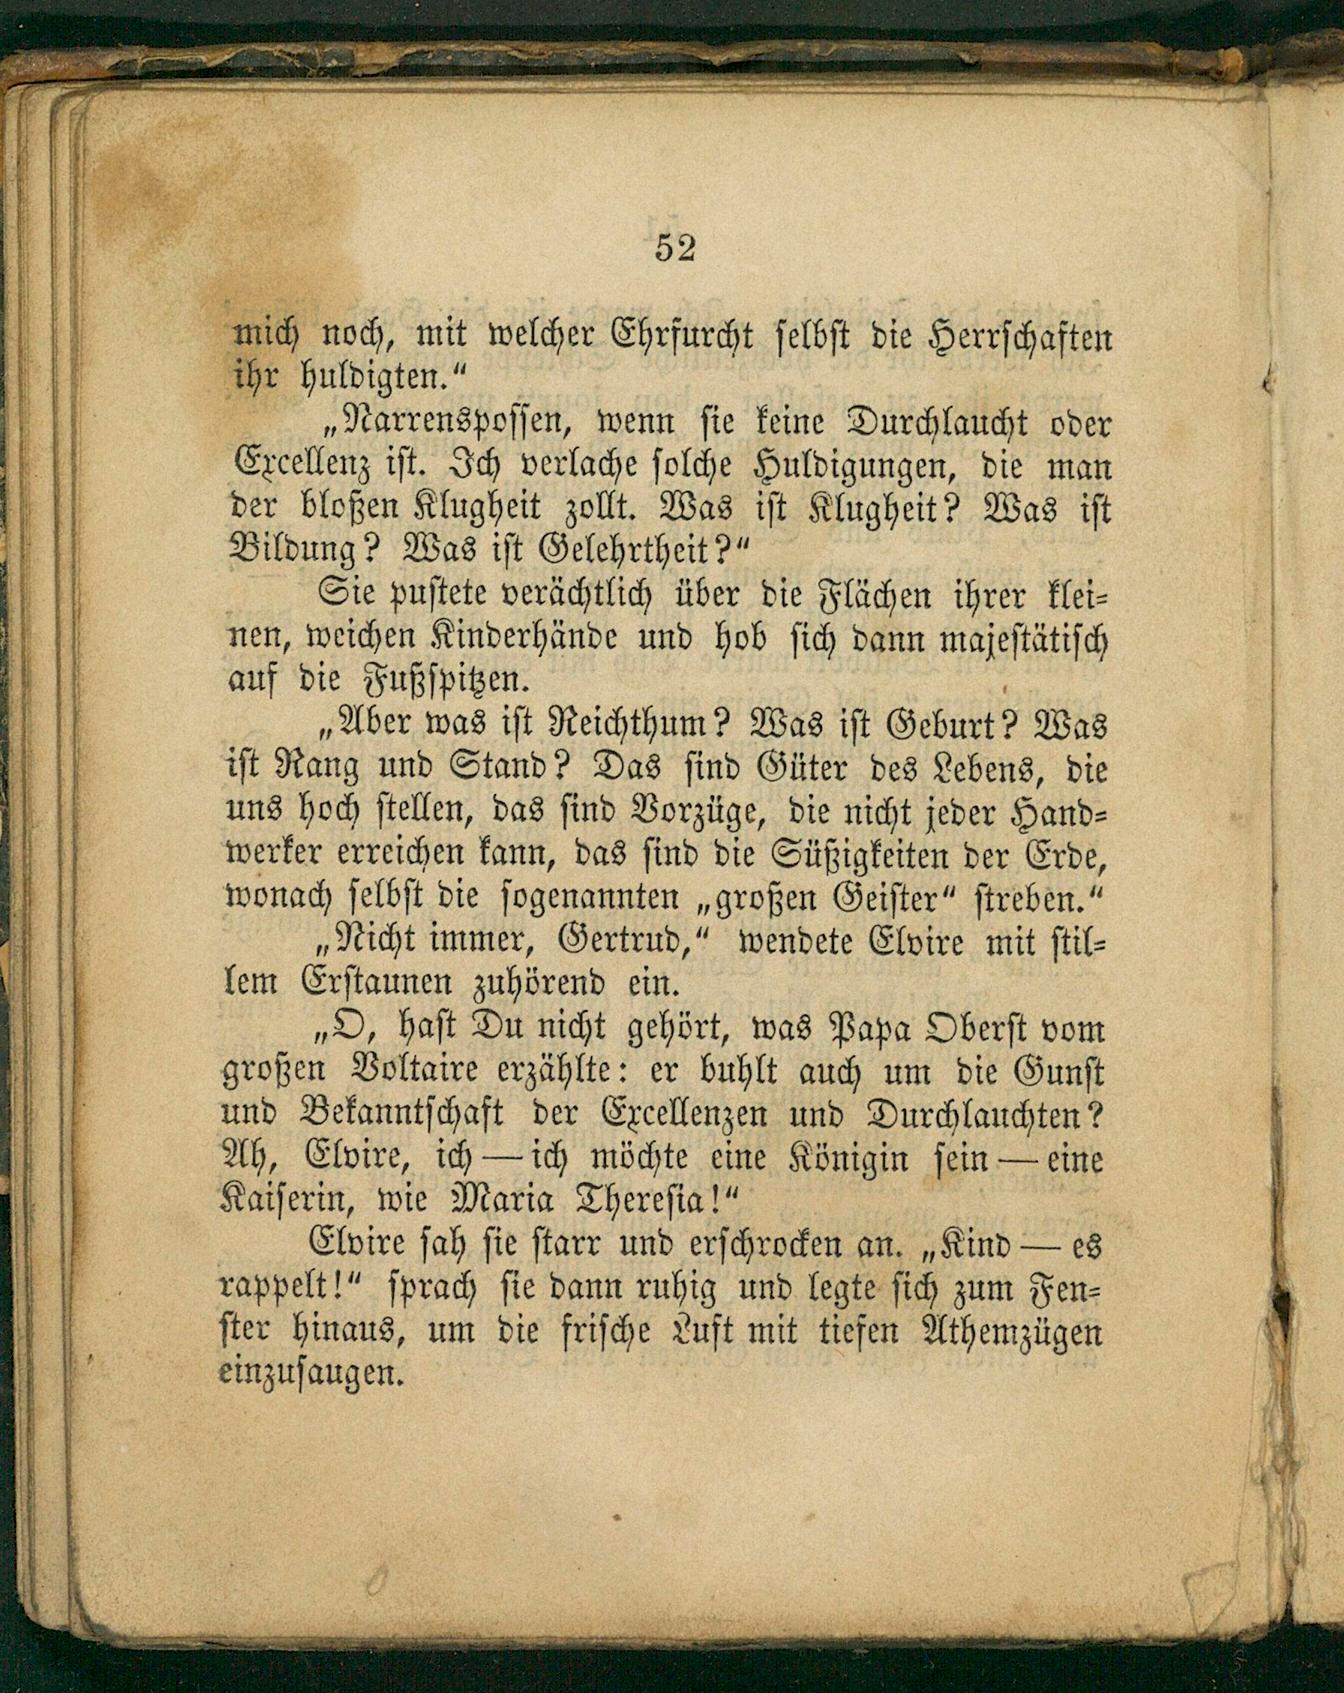 52
mich noch, mit welcher Ehrfurcht selbst die Herrschaften
ihr huldigten.“
„Narrenspossen, wenn sie keine Durchlaucht oder
Excellenz ist. Ich verlache solche Huldigungen, die man
der bloßen Klugheit zollt. Was ist Klugheit? Was ist
Bildung? Was ist Gelehrtheit?“
Sie pustete verächtlich über die Flächen ihrer klei-
nen, weichen Kinderhände und hob sich dann majestätisch
auf die Fußspitzen.
„Aber was ist Reichthum? Was ist Geburt? Was
ist Rang und Stand? Das sind Güter des Lebens, die
uns hoch stellen, das sind Vorzüge, die nicht jeder Hand-
werker erreichen kann, das sind die Süßigkeiten der Erde,
wonach selbst die sogenannten „großen Geister“ streben.“
„Nicht immer, Gertrud,“ wendete Elvire mit stil-
lem Erstaunen zuhörend ein.
„O, hast Du nicht gehört, was Papa Oberst vom
großen Voltaire erzählte: er buhlt auch um die Gunst
und Bekanntschaft der Excellenzen und Durchlauchten?
Ah, Elvire, ich — ich möchte eine Königin sein — eine
Kaiserin, wie Maria Theresia!“
Elvire sah sie starr und erschrocken an. „Kind — es
rappelt!“ sprach sie dann ruhig und legte sich zum Fen-
ster hinaus, um die frische Luft mit tiefen Athemzügen
einzusaugen.